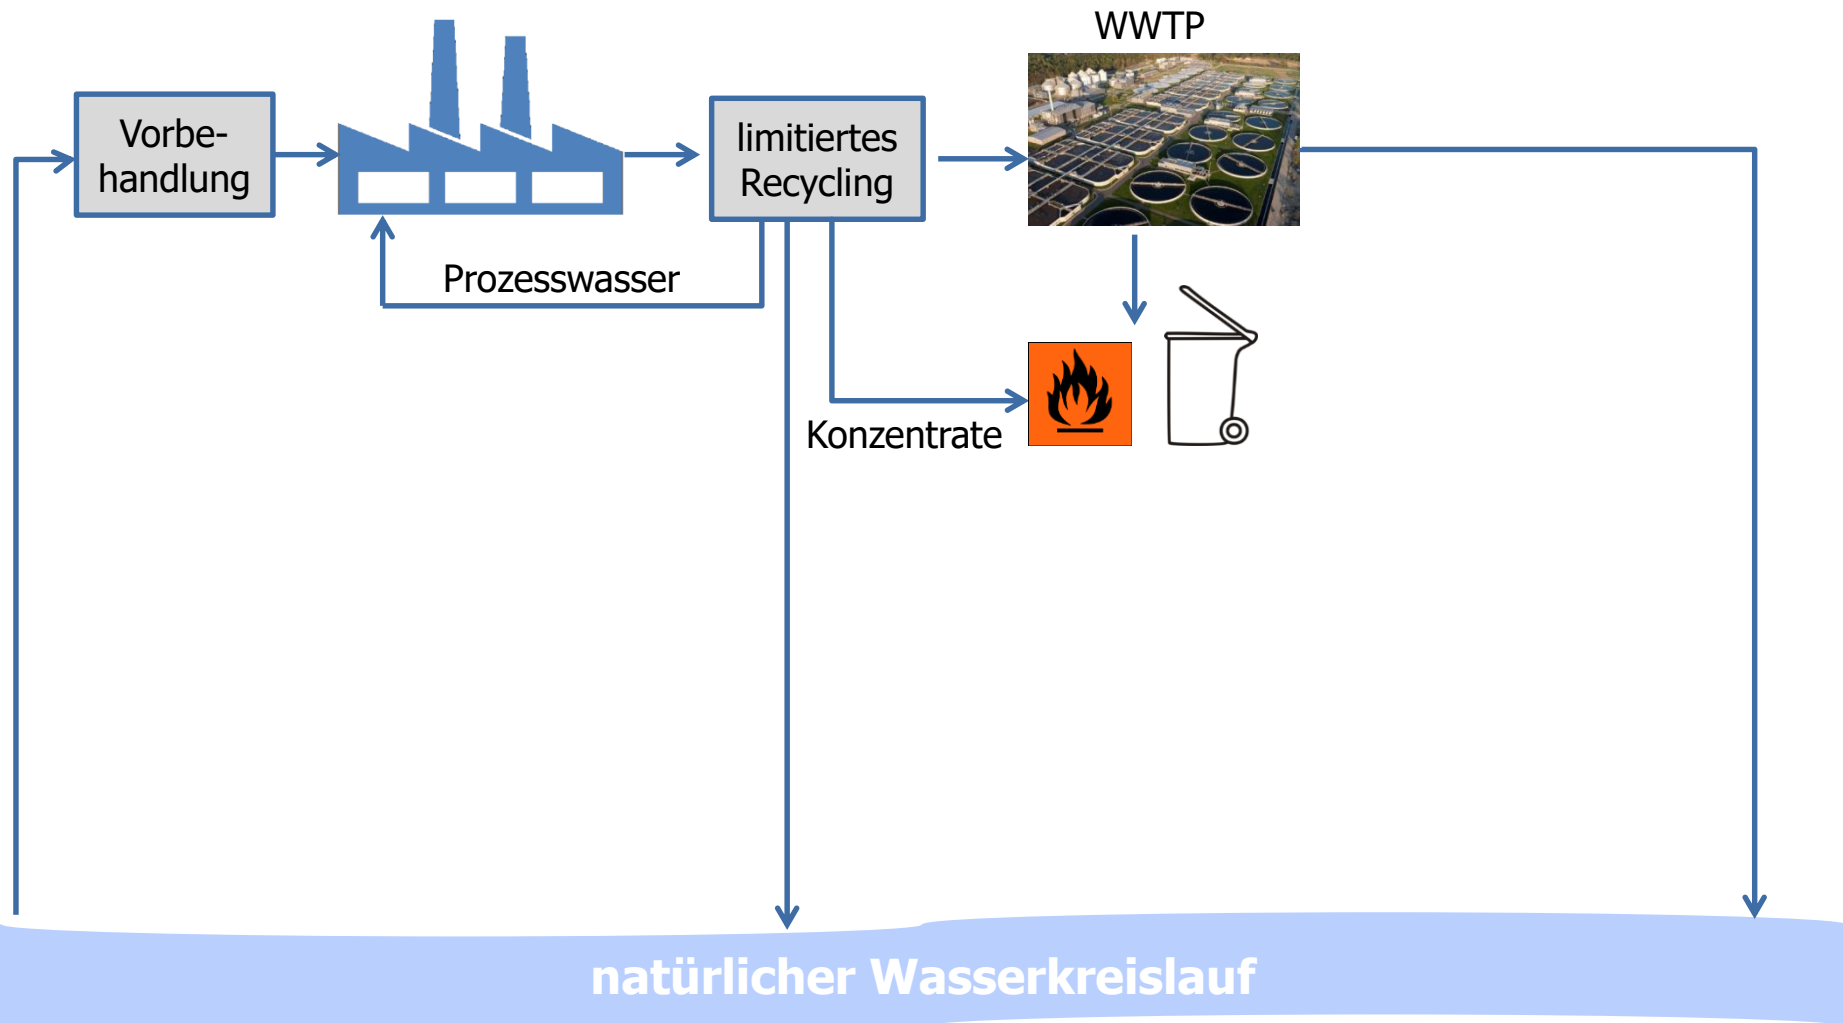 WWTP
Vorbe-
handlung
limitiertes
Recycling
Prozesswasser
Konzentrate
natürlicher Wasserkreislauf